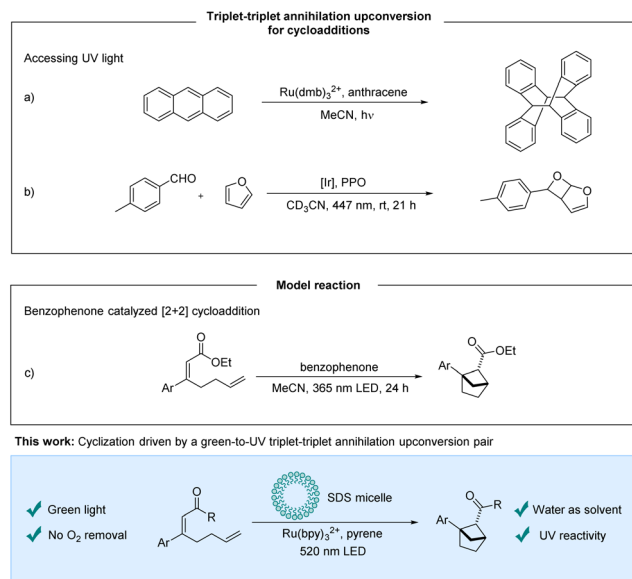 Triplet-triplet annihilation upconversion
for cycloadditions
Accessing UV light
a)
Ru(dmb)₃²⁺, anthracene
MeCN, hν
b)
CHO
+
O
[Ir], PPO
CD₃CN, 447 nm, rt, 21 h
O
O
Model reaction
Benzophenone catalyzed [2+2] cycloaddition
c)
O
OEt
Ar
benzophenone
MeCN, 365 nm LED, 24 h
O
Ar
OEt
This work: Cyclization driven by a green-to-UV triplet-triplet annihilation upconversion pair
Green light
No O₂ removal
O
R
Ar
SDS micelle
Ru(bpy)₃²⁺, pyrene
520 nm LED
O
Ar
R
Water as solvent
UV reactivity